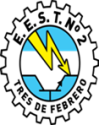 E.E.S.T. Nº 2
TRES DE FEBRERO